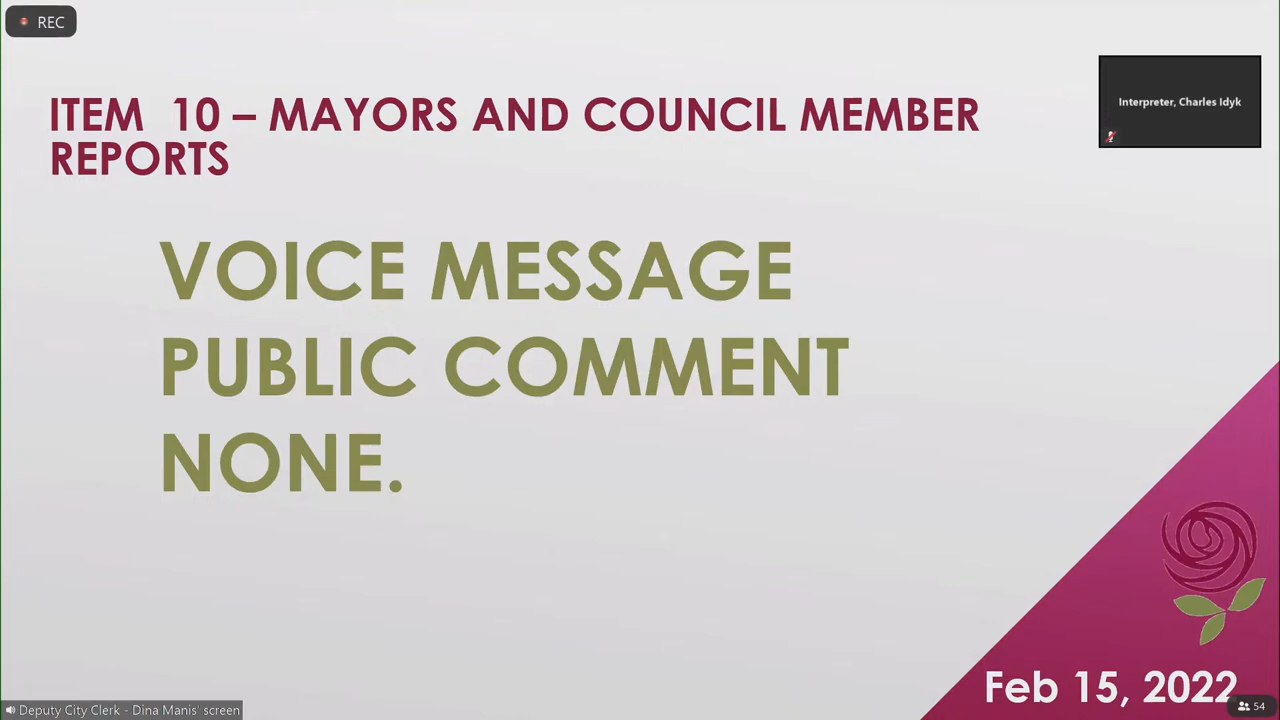 REC
ITEM 10 – MAYORS AND COUNCIL MEMBER
REPORTS
Interpreter, Charles Idyk
VOICE MESSAGE
PUBLIC COMMENT
NONE.
Feb 15, 2022
54
Deputy City Clerk - Dina Manis' screen